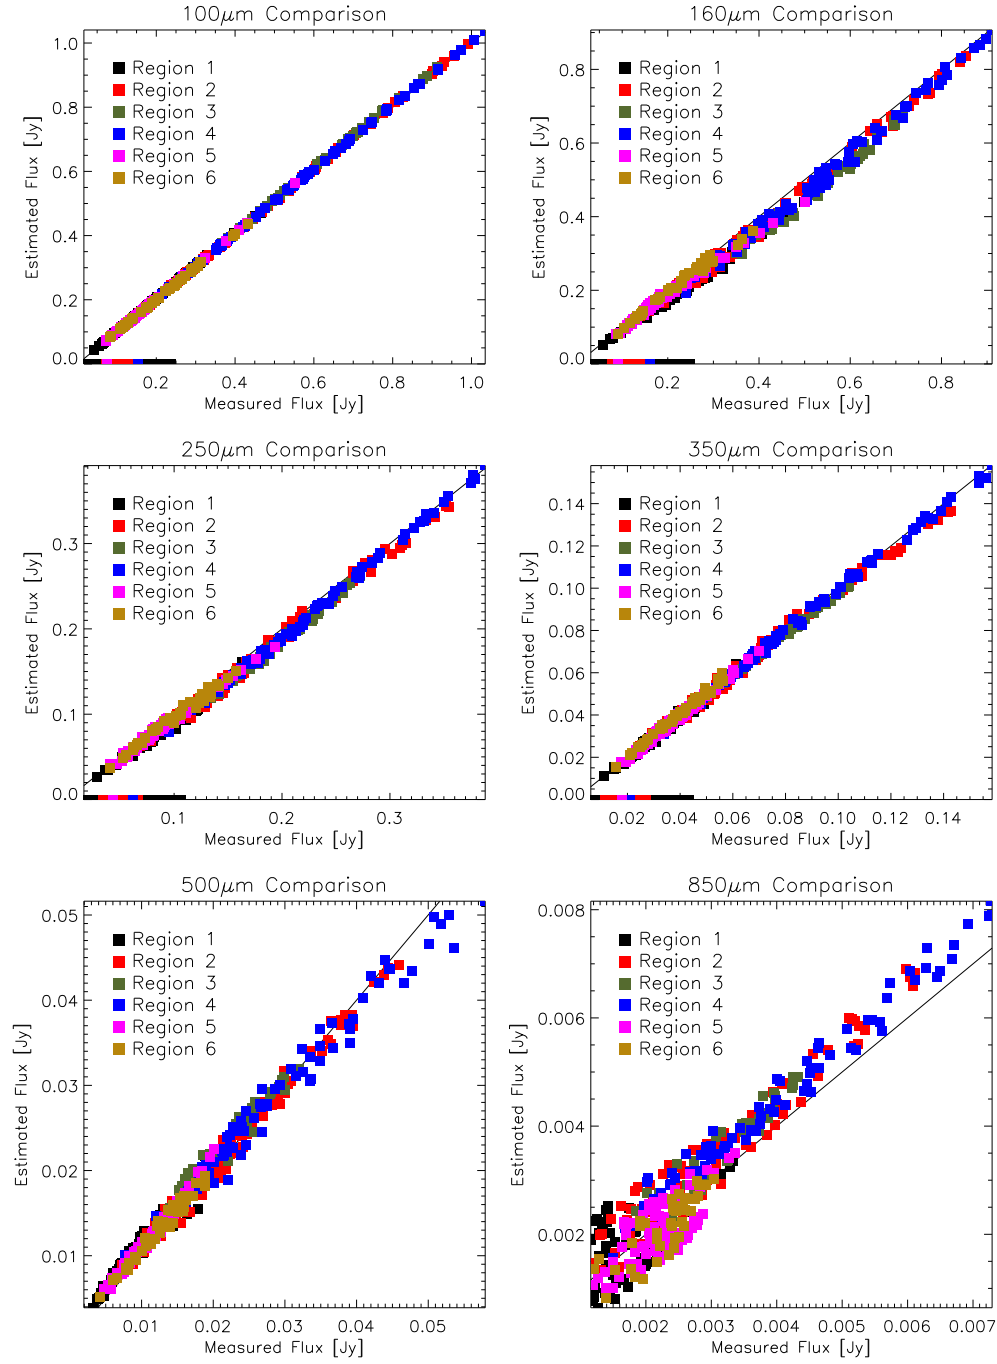 100μm Comparison
1.0
0.8
0.6
0.4
0.2
0.0
Estimated Flux [Jy]
Region 1
Region 2
Region 3
Region 4
Region 5
Region 6
0.2 0.4 0.6 0.8 1.0
Measured Flux [Jy]
160μm Comparison
0.8
0.6
0.4
0.2
0.0
Estimated Flux [Jy]
Region 1
Region 2
Region 3
Region 4
Region 5
Region 6
0.2 0.4 0.6 0.8
Measured Flux [Jy]
250μm Comparison
0.3
0.2
0.1
0.0
Estimated Flux [Jy]
Region 1
Region 2
Region 3
Region 4
Region 5
Region 6
0.1 0.2 0.3
Measured Flux [Jy]
350μm Comparison
0.14
0.12
0.10
0.08
0.06
0.04
0.02
0.00
Estimated Flux [Jy]
Region 1
Region 2
Region 3
Region 4
Region 5
Region 6
0.02 0.04 0.06 0.08 0.10 0.12 0.14
Measured Flux [Jy]
500μm Comparison
0.05
0.04
0.03
0.02
0.01
Estimated Flux [Jy]
Region 1
Region 2
Region 3
Region 4
Region 5
Region 6
0.01 0.02 0.03 0.04 0.05
Measured Flux [Jy]
850μm Comparison
0.008
0.006
0.004
0.002
Estimated Flux [Jy]
Region 1
Region 2
Region 3
Region 4
Region 5
Region 6
0.002 0.003 0.004 0.005 0.006 0.007
Measured Flux [Jy]